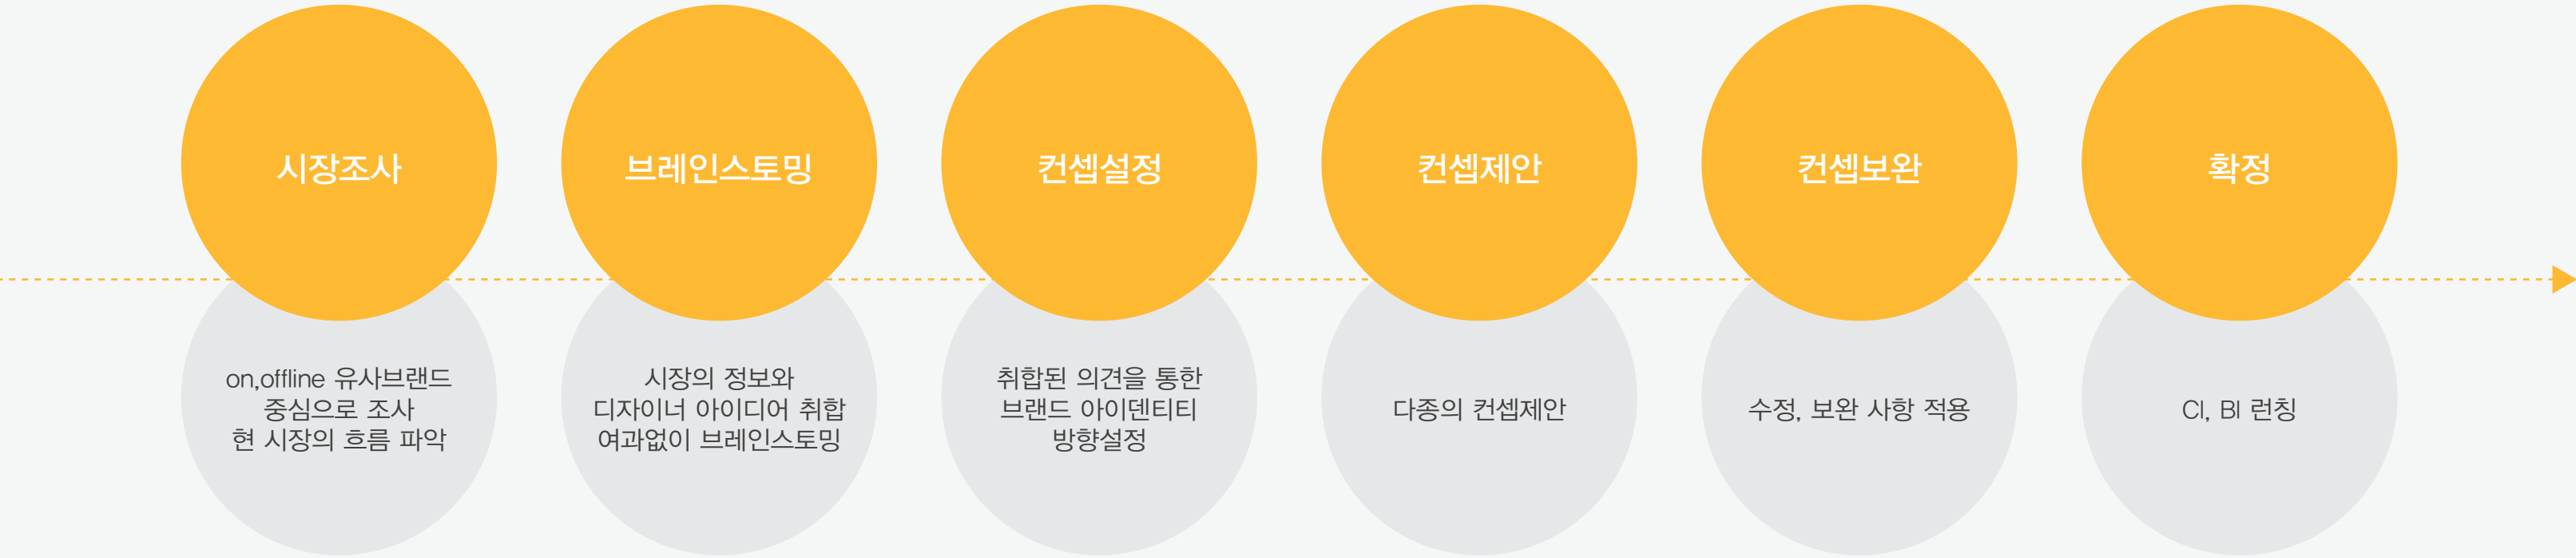 시장조사
on,offline 유사브랜드
중심으로 조사
현 시장의 흐름 파악
브레인스토밍
시장의 정보와
디자이너 아이디어 취합
여과없이 브레인스토밍
컨셉설정
취합된 의견을 통한
브랜드 아이덴티티
방향설정
컨셉제안
다종의 컨셉제안
컨셉보완
수정, 보완 사항 적용
확정
CI, BI 런칭